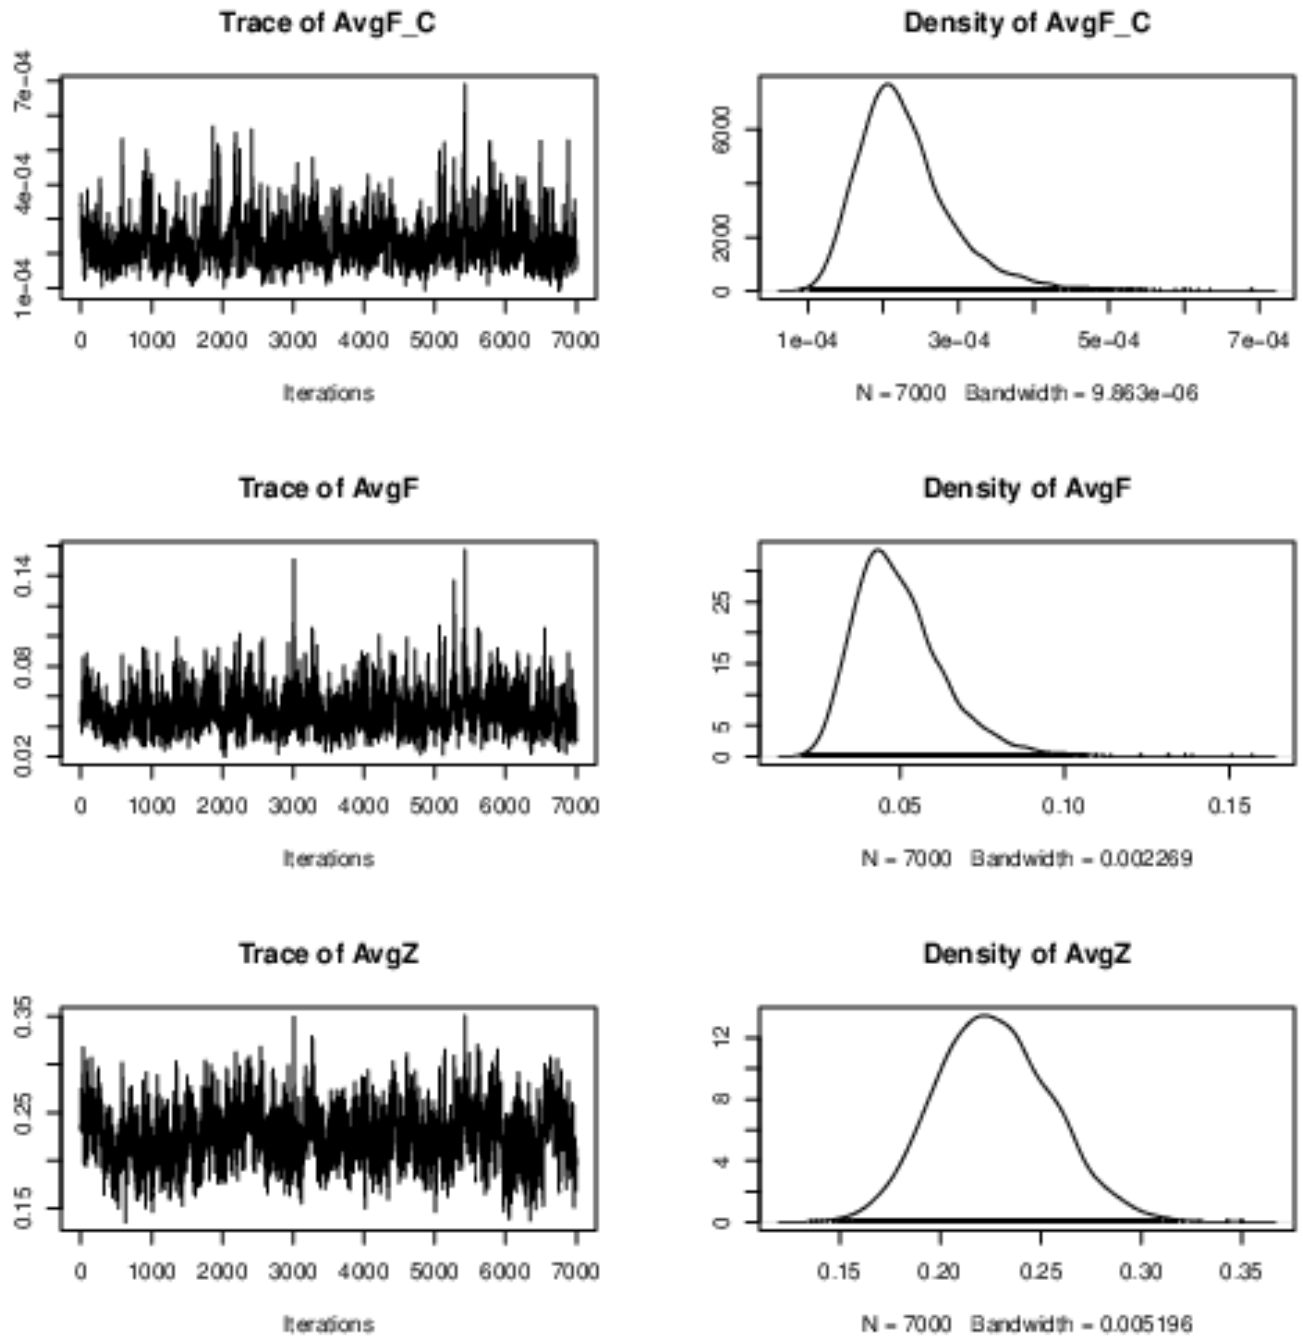 Trace of AvgF_C
Density of AvgF_C
7e−04
4e−04
1e−04
0 1000 2000 3000 4000 5000 6000 7000
Iterations
6000
2000
0
1e−04 3e−04 5e−04 7e−04
N = 7000 Bandwidth = 9.863e−06
Trace of AvgF
Density of AvgF
0.14
0.08
0.02
0 1000 2000 3000 4000 5000 6000 7000
Iterations
25
15
5
0
0.05 0.10 0.15
N = 7000 Bandwidth = 0.002269
Trace of AvgZ
Density of AvgZ
0.35
0.25
0.15
0 1000 2000 3000 4000 5000 6000 7000
Iterations
12
8
4
0
0.15 0.20 0.25 0.30 0.35
N = 7000 Bandwidth = 0.005196